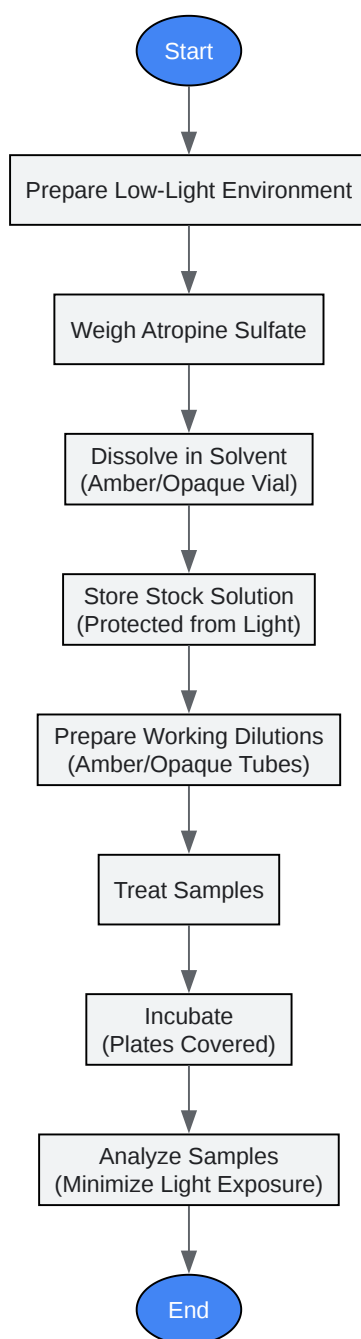 Start
Prepare Low-Light Environment
Weigh Atropine Sulfate
Dissolve in Solvent
(Amber/Opaque Vial)
Store Stock Solution
(Protected from Light)
Prepare Working Dilutions
(Amber/Opaque Tubes)
Treat Samples
Incubate
(Plates Covered)
Analyze Samples
(Minimize Light Exposure)
End